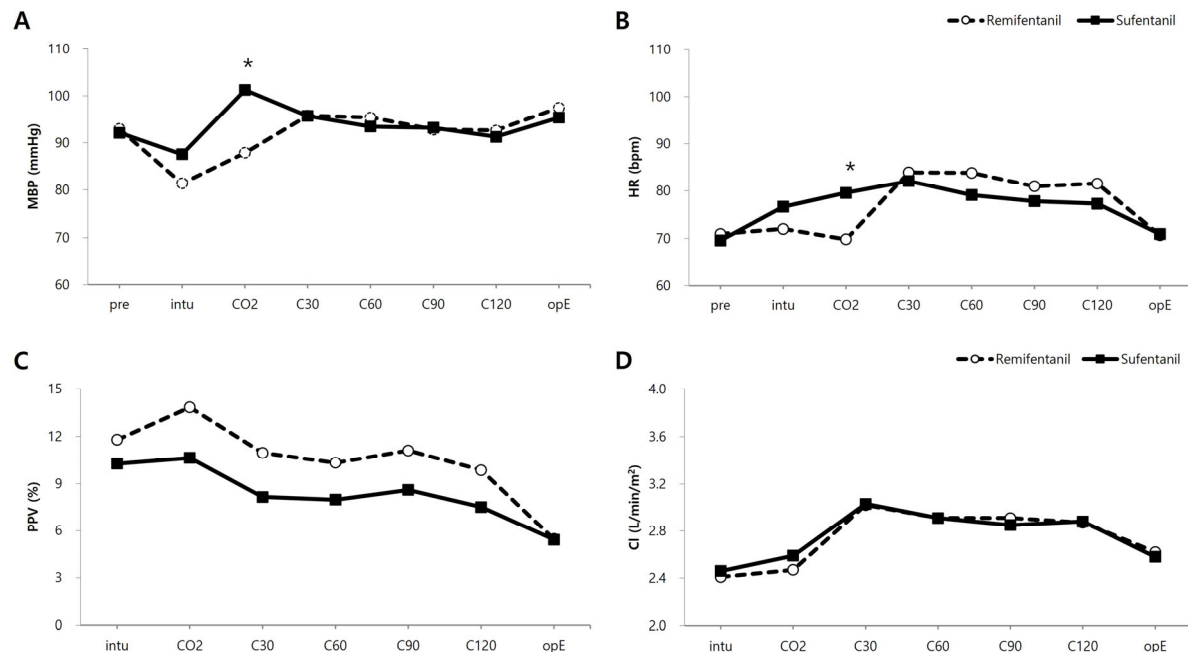 A
B
Remifentanil Sufentanil
110
100
90
80
70
60
MBP (mmHg)
*
pre intu CO2 C30 C60 C90 C120 opE
110
100
90
80
70
60
HR (bpm)
*
pre intu CO2 C30 C60 C90 C120 opE
C
D
Remifentanil Sufentanil
15
12
9
6
3
0
PPV (%)
intu CO2 C30 C60 C90 C120 opE
4.0
3.6
3.2
2.8
2.4
2.0
CI (L/min/m²)
intu CO2 C30 C60 C90 C120 opE